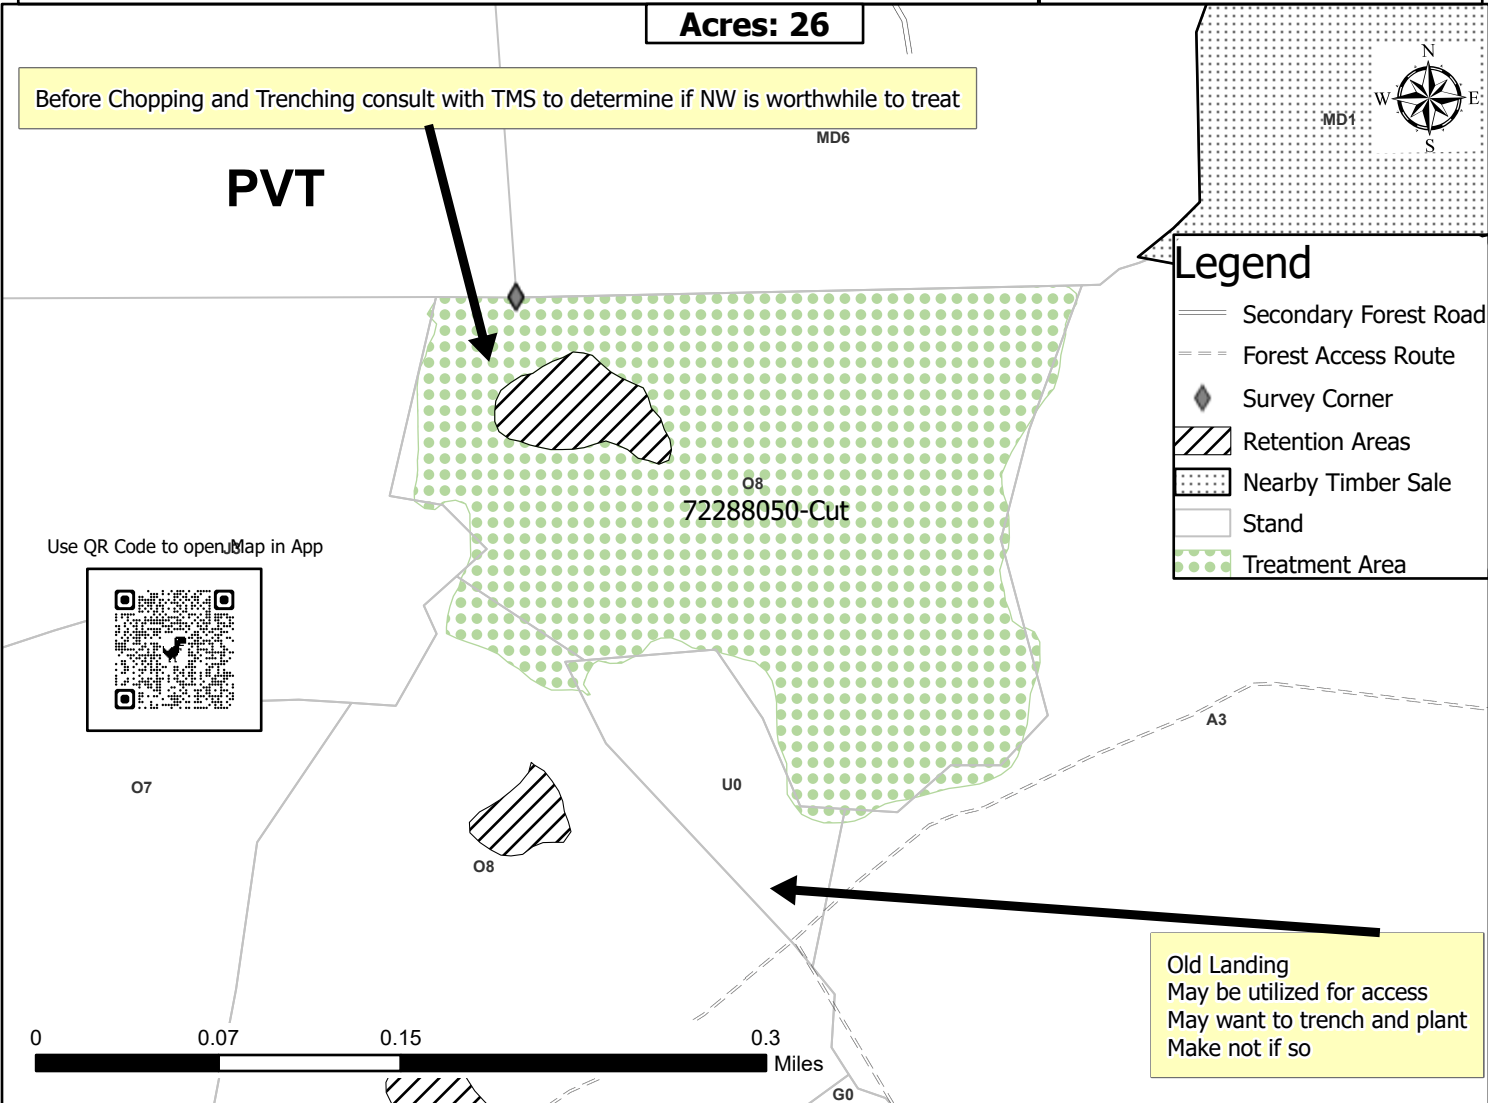 Acres: 26
Before Chopping and Trenching consult with TMS to determine if NW is worthwhile to treat
N
W
E
S
MD1
MD6
PVT
Legend
Secondary Forest Road
Forest Access Route
Survey Corner
Retention Areas
Nearby Timber Sale
Stand
Treatment Area
O8
72288050-Cut
Use QR Code to open Map in App
A3
O7
U0
O8
Old Landing
May be utilized for access
May want to trench and plant
Make not if so
0 0.07 0.15 0.3
Miles
G0